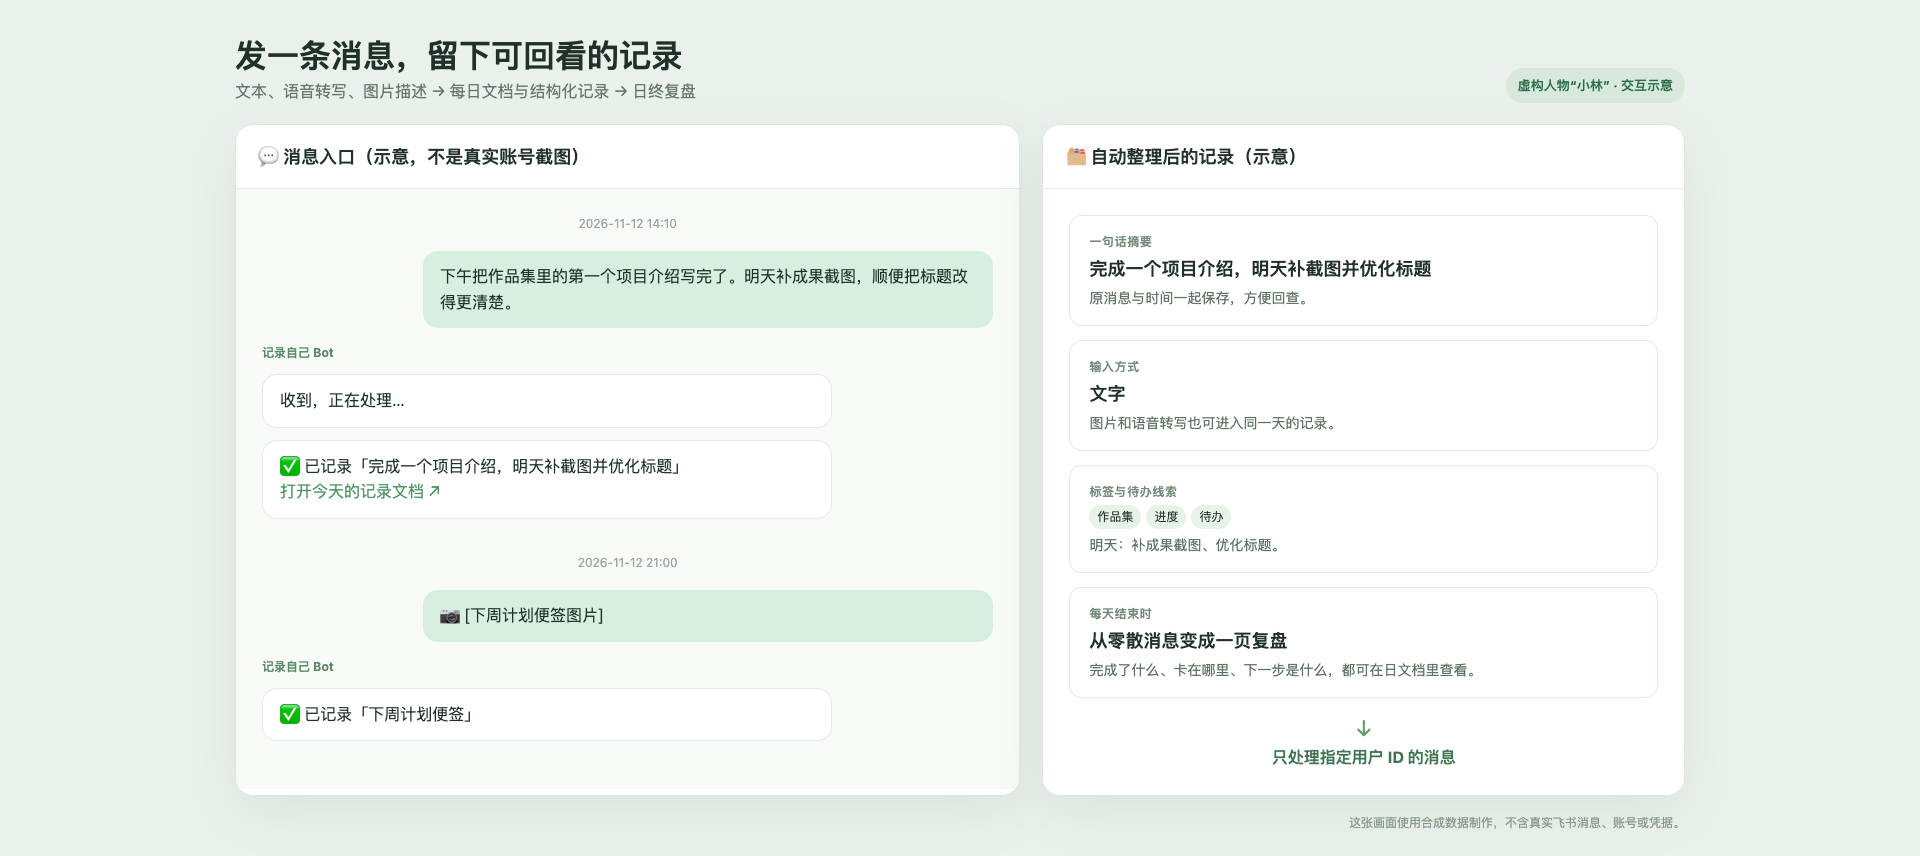 发一条消息，留下可回看的记录
文本、语音转写、图片描述 → 每日文档与结构化记录 → 日终复盘
虚构人物“小林” · 交互示意
💬 消息入口（示意，不是真实账号截图）
2026-11-12 14:10
下午把作品集里的第一个项目介绍写完了。明天补成果截图，顺便把标题改
得更清楚。
记录自己 Bot
收到，正在处理...
✅ 已记录「完成一个项目介绍，明天补截图并优化标题」
打开今天的记录文档 ↗
2026-11-12 21:00
📷 [下周计划便签图片]
记录自己 Bot
✅ 已记录「下周计划便签」
🗂️ 自动整理后的记录（示意）
一句话摘要
完成一个项目介绍，明天补截图并优化标题
原消息与时间一起保存，方便回查。
输入方式
文字
图片和语音转写也可进入同一天的记录。
标签与待办线索
作品集 进度 待办
明天：补成果截图、优化标题。
每天结束时
从零散消息变成一页复盘
完成了什么、卡在哪里、下一步是什么，都可在日文档里查看。
↓
只处理指定用户 ID 的消息
这张画面使用合成数据制作，不含真实飞书消息、账号或凭据。